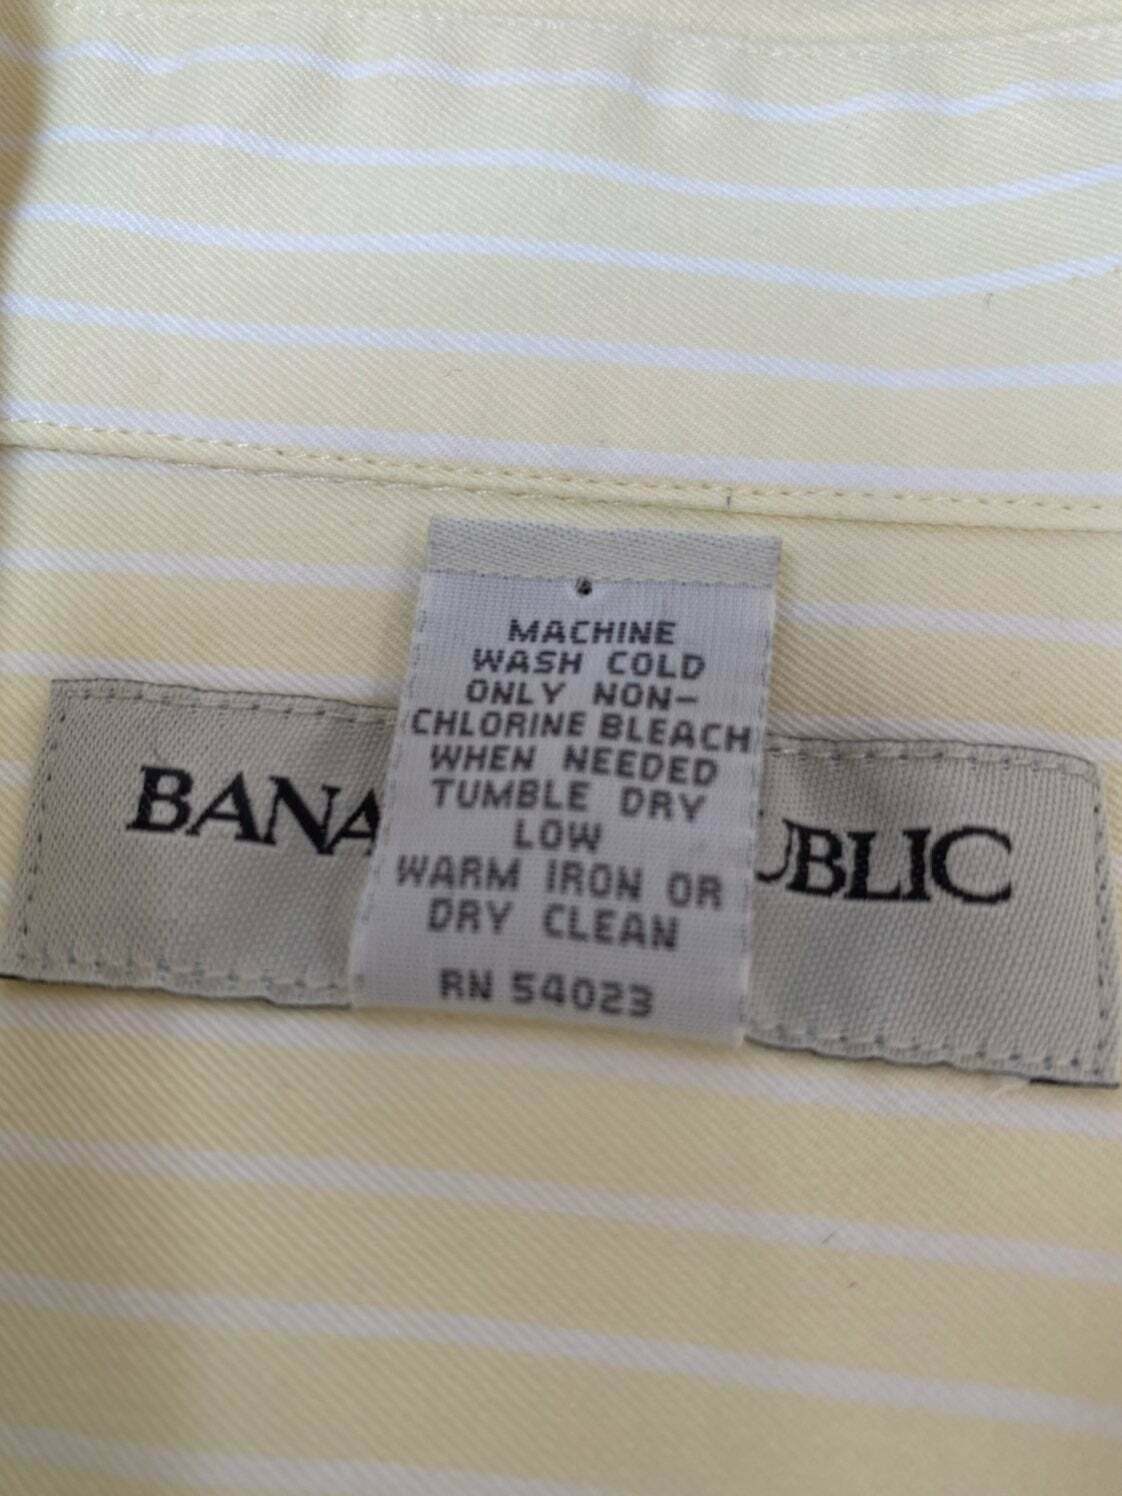 MACHINE
WASH COLD
ONLY NON-
CHLORINE BLEACH
WHEN NEEDED
TUMBLE DRY
LOW
WARM IRON OR
DRY CLEAN
RN 54023
BANA UBLIC